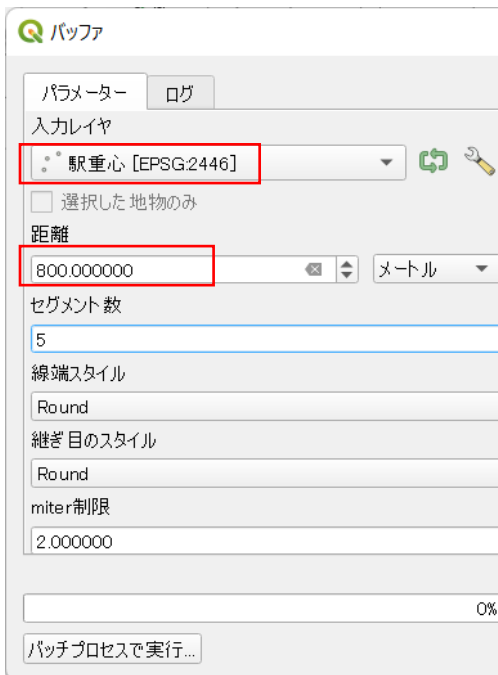 バッファ
パラメーター ログ
入力レイヤ
駅重心 [EPSG:2446]
選択した地物のみ
距離
800.000000 メートル
セグメント数
5
線端スタイル
Round
継ぎ目のスタイル
Round
miter制限
2.000000
0%
バッチプロセスで実行...